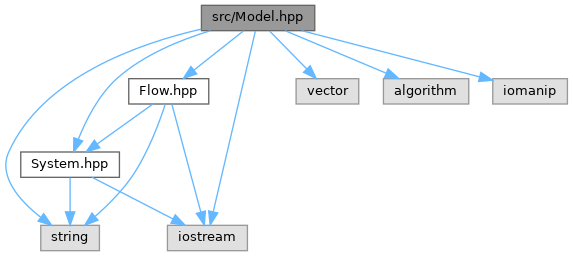 src/Model.hpp
Flow.hpp
vector
algorithm
iomanip
System.hpp
string
iostream